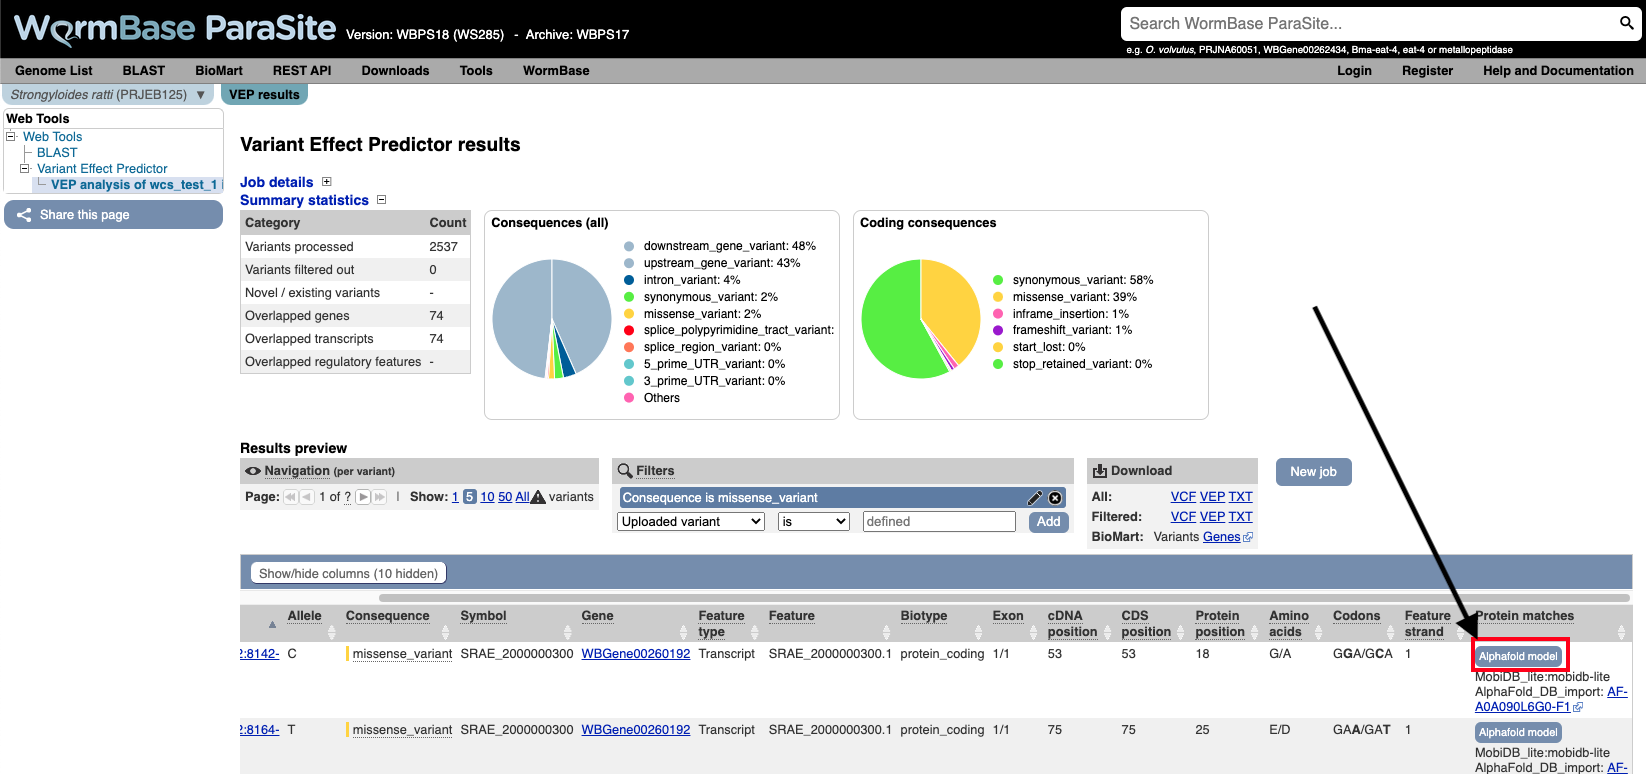 WormBase ParaSite Version: WBPS18 (WS285) - Archive: WBPS17
Search WormBase ParaSite...
e.g. O. volvulus, PRJNA60051, WBGene00262434, Bma-eat-4, eat-4 or metallopeptidase
Genome List BLAST BioMart REST API Downloads Tools WormBase Login Register Help and Documentation
Strongyloides ratti (PRJEB125) ▼ VEP results
Web Tools
Web Tools
BLAST
Variant Effect Predictor
VEP analysis of wcs_test_1
Share this page
Variant Effect Predictor results
Job details
Summary statistics
Category Count
Variants processed 2537
Variants filtered out 0
Novel / existing variants -
Overlapped genes 74
Overlapped transcripts 74
Overlapped regulatory features -
Consequences (all)
downstream_gene_variant: 48%
upstream_gene_variant: 43%
intron_variant: 4%
synonymous_variant: 2%
missense_variant: 2%
splice_polypyrimidine_tract_variant:
splice_region_variant: 0%
5_prime_UTR_variant: 0%
3_prime_UTR_variant: 0%
Others
Coding consequences
synonymous_variant: 58%
missense_variant: 39%
inframe_insertion: 1%
frameshift_variant: 1%
start_lost: 0%
stop_retained_variant: 0%
Results preview
Navigation (per variant)
Page: 1 of ? | Show: 1 5 10 50 All variants
Filters
Consequence is missense_variant
Uploaded variant is defined Add
Download
All: VCF VEP TXT
Filtered: VCF VEP TXT
BioMart: Variants Genes
New job
Show/hide columns (10 hidden)
Allele Consequence Symbol Gene Feature type Feature Biotype Exon cDNA position CDS position Protein position Amino acids Codons Feature strand Protein matches
2:8142- C missense_variant SRAE_2000000300 WBGene00260192 Transcript SRAE_2000000300.1 protein_coding 1/1 53 53 18 G/A GGA/GCA 1 Alphafold model
MobiDB_lite:mobidb-lite
AlphaFold_DB_import: AF-
A0A090L6G0-F1
2:8164- T missense_variant SRAE_2000000300 WBGene00260192 Transcript SRAE_2000000300.1 protein_coding 1/1 75 75 25 E/D GAA/GAT 1 Alphafold model
MobiDB_lite:mobidb-lite
AlphaFold_DB_import: AF-